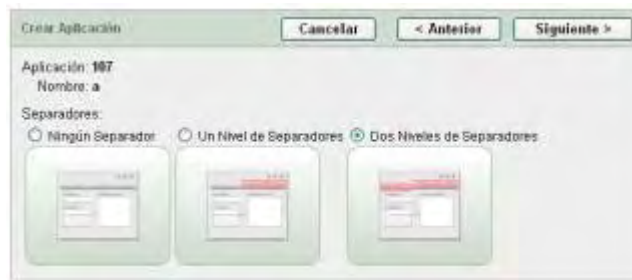 Crear Aplicación Cancelar < Anterior Siguiente >
Aplicación: 107
Nombre: a
Separadores:
Ningún Separador Un Nivel de Separadores Dos Niveles de Separadores